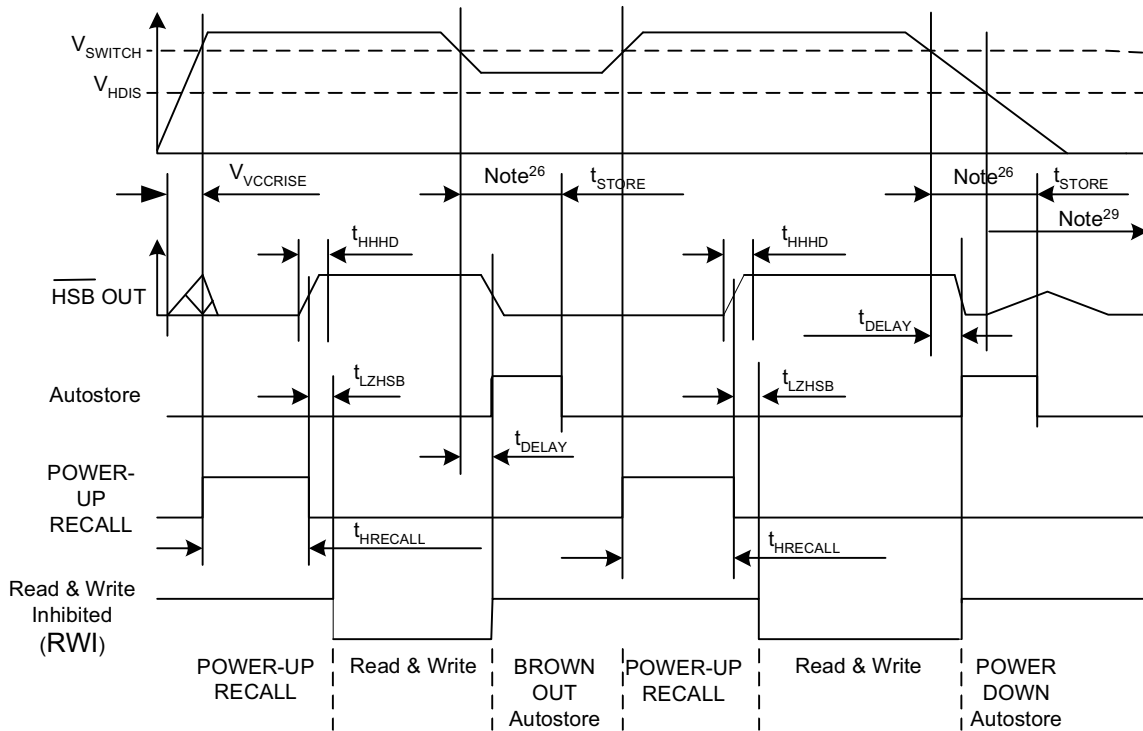 VSWITCH
VHDIS
VVCCRISE
Note26
tSTORE
Note26
tSTORE
Note29
tHHHD
tHHHD
HSB OUT
tDELAY
tLZHSB
tLZHSB
Autostore
tDELAY
POWER-
UP
RECALL
tHRECALL
tHRECALL
Read & Write
Inhibited
(RWI)
POWER-UP
RECALL
Read & Write
BROWN
OUT
Autostore
POWER-UP
RECALL
Read & Write
POWER
DOWN
Autostore